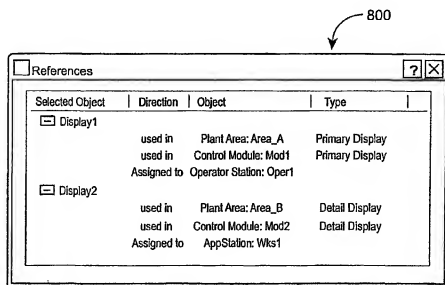 800
References ? X
Selected Object | Direction | Object | Type |
Display1
used in Plant Area: Area_A Primary Display
used in Control Module: Mod1 Primary Display
Assigned to Operator Station: Oper1
Display2
used in Plant Area: Area_B Detail Display
used in Control Module: Mod2 Detail Display
Assigned to AppStation: Wks1